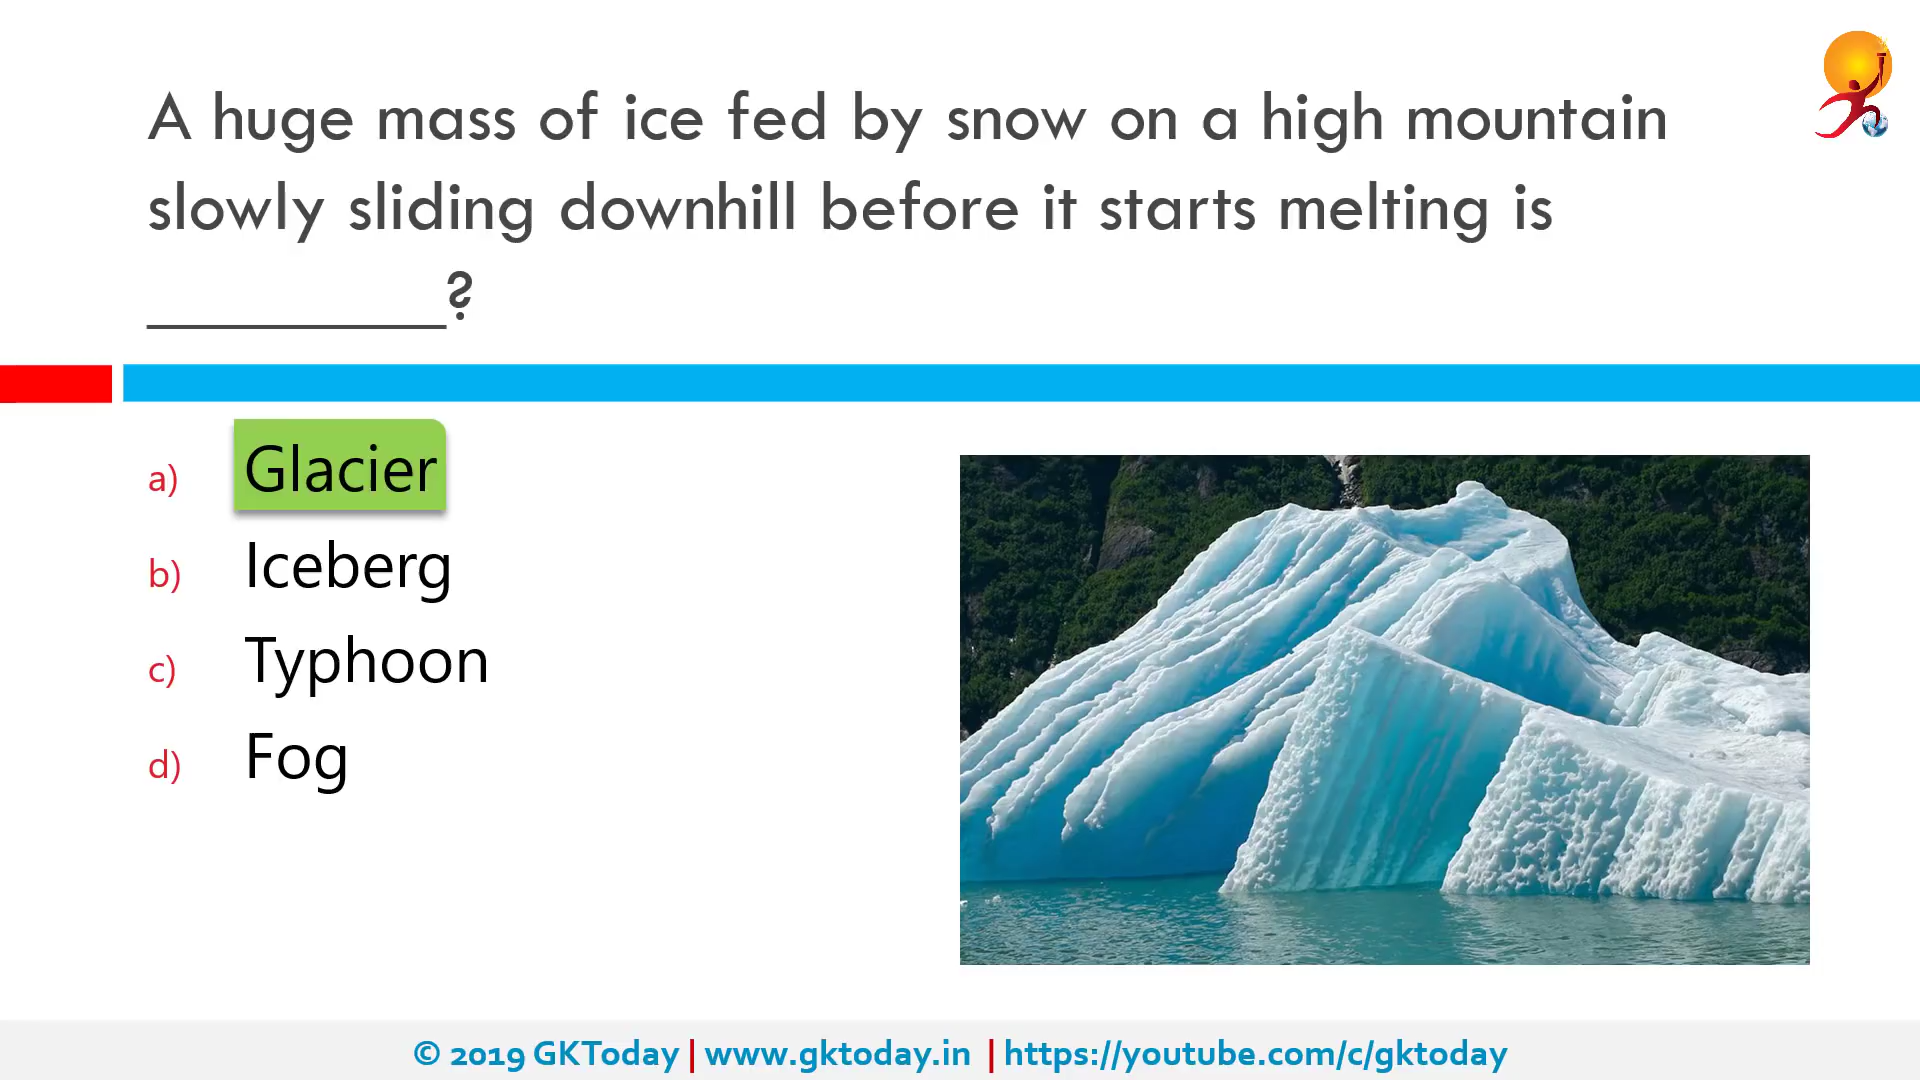 A huge mass of ice fed by snow on a high mountain
slowly sliding downhill before it starts melting is
_________?
a) Glacier
b) Iceberg
c) Typhoon
d) Fog
© 2019 GKToday | www.gktoday.in | https://youtube.com/c/gktoday